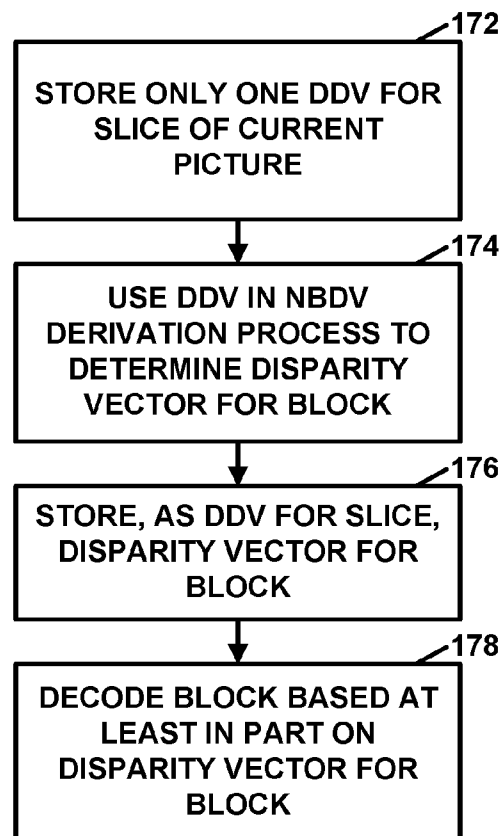 172
STORE ONLY ONE DDV FOR
SLICE OF CURRENT
PICTURE
174
USE DDV IN NBDV
DERIVATION PROCESS TO
DETERMINE DISPARITY
VECTOR FOR BLOCK
176
STORE, AS DDV FOR SLICE,
DISPARITY VECTOR FOR
BLOCK
178
DECODE BLOCK BASED AT
LEAST IN PART ON
DISPARITY VECTOR FOR
BLOCK